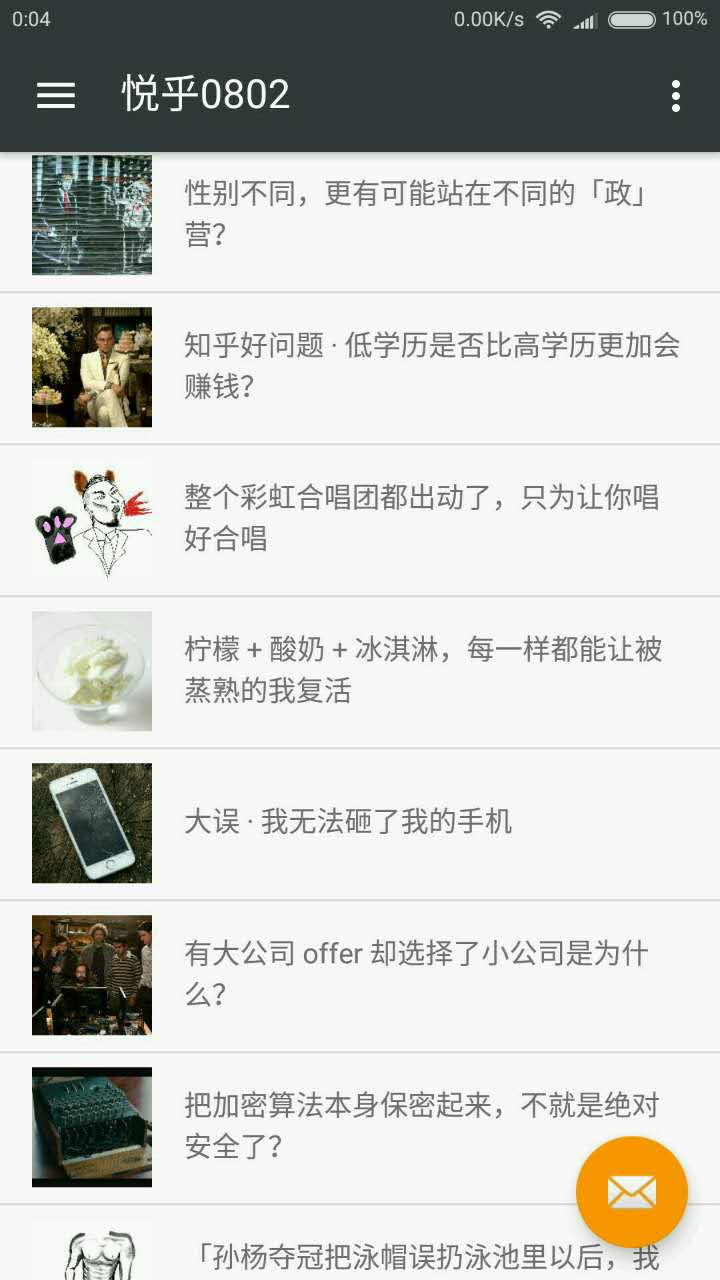 0:04 0.00K/s 100%
悦乎0802
性别不同，更有可能站在不同的「政」
营？
知乎好问题 · 低学历是否比高学历更加会
赚钱？
整个彩虹合唱团都出动了，只为让你唱
好合唱
柠檬 + 酸奶 + 冰淇淋，每一样都能让被
蒸熟的我复活
大误 · 我无法砸了我的手机
有大公司 offer 却选择了小公司是为什
么？
把加密算法本身保密起来，不就是绝对
安全了？
「孙杨夺冠把泳帽误扔泳池里以后，我